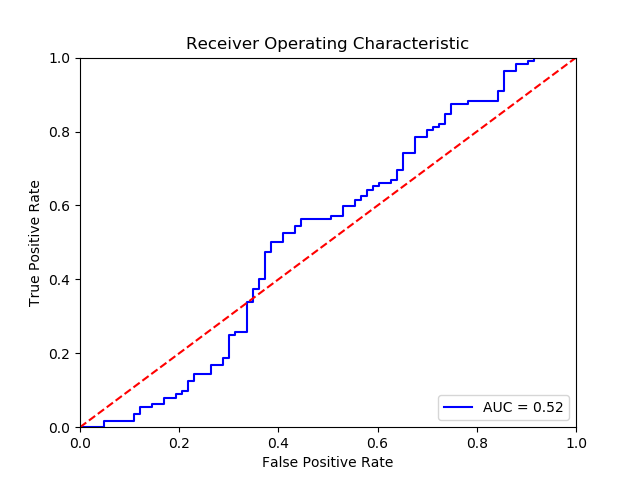 Receiver Operating Characteristic
1.0
0.8
0.6
0.4
0.2
0.0
True Positive Rate
AUC = 0.52
0.0 0.2 0.4 0.6 0.8 1.0
False Positive Rate